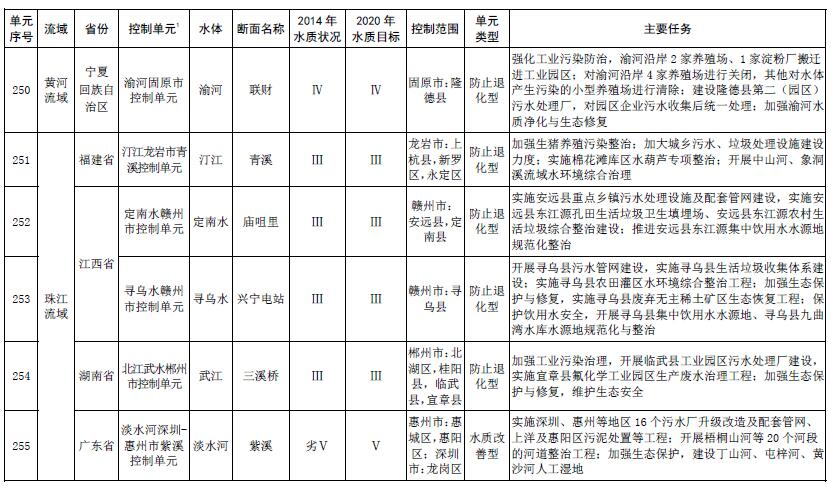 单元序号 流域 省份 控制单元1 水体 断面名称 2014年水质状况 2020年水质目标 控制范围 单元类型 主要任务
250 黄河流域 宁夏回族自治区 渝河固原市控制单元 渝河 联财 Ⅳ Ⅳ 固原市：隆德县 防止退化型
强化工业污染防治，渝河沿岸2家养殖场、1家淀粉厂搬迁
进工业园区；对渝河沿岸4家养殖场进行关闭，其他对水体
产生污染的小型养殖场进行清除；建设隆德县第二（园区）
污水处理厂，对园区企业污水收集后统一处理；加强渝河水
质净化与生态修复
251 珠江流域 福建省 汀江龙岩市青溪控制单元 汀江 青溪 Ⅲ Ⅲ 龙岩市：上杭县，新罗区，永定区 防止退化型
加强生猪养殖污染整治；加大城乡污水、垃圾处理设施建设
力度；实施棉花滩库区水葫芦专项整治；开展中山河、象洞
溪流域水环境综合治理
252 江西省 定南水赣州市控制单元 定南水 庙咀里 Ⅲ Ⅲ 赣州市：安远县，定南县 防止退化型
实施安远县重点乡镇污水处理设施及配套管网建设，实施安
远县东江源孔田生活垃圾卫生填埋场、安远县东江源农村生
活垃圾综合整治建设；推进安远县东江源集中饮用水水源地
规范化整治
253 寻乌水赣州市控制单元 寻乌水 兴宁电站 Ⅲ Ⅲ 赣州市：寻乌县 防止退化型
开展寻乌县污水管网建设，实施寻乌县生活垃圾收集体系建
设；实施寻乌县农田灌区水环境综合整治工程；加强生态保
护与修复，实施寻乌县废弃无主稀土矿区生态恢复工程；保
护饮用水安全，开展寻乌县集中饮用水水源地、寻乌县九曲
湾水库水源地规范化与整治
254 湖南省 北江武水郴州市控制单元 武江 三溪桥 Ⅲ Ⅲ 郴州市：北湖区，桂阳县，临武县，宜章县 防止退化型
加强工业污染治理，开展临武县工业园区污水处理厂建设，
实施宜章县氟化学工业园区生产废水治理工程；加强生态保
护与修复，维护生态安全
255 广东省 淡水河深圳-惠州市紫溪控制单元 淡水河 紫溪 劣Ⅴ Ⅴ 惠州市：惠城区，惠阳区；深圳市：龙岗区 水质改善型
实施深圳、惠州等地区16个污水厂升级改造及配套管网、
上洋及惠阳区污泥处置等工程；开展梧桐山河等20个河段
的河道整治工程；加强生态保护，建设丁山河、屯梓河、黄
沙河人工湿地